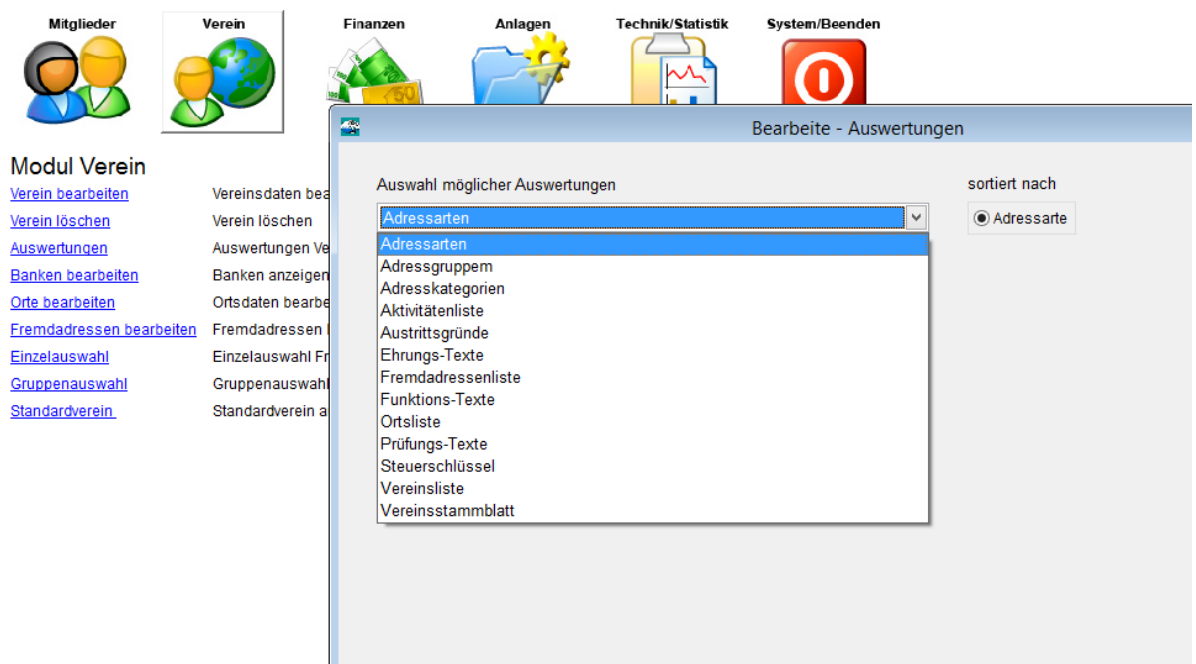 Mitglieder Verein Finanzen Anlagen Technik/Statistik System/Beenden
Bearbeite - Auswertungen
Modul Verein
Verein bearbeiten Vereinsdaten bea
Verein löschen Verein löschen
Auswertungen Auswertungen Ve
Banken bearbeiten Banken anzeigen
Orte bearbeiten Ortsdaten bearbe
Fremdadressen bearbeiten Fremdadressen
Einzelauswahl Einzelauswahl Fr
Gruppenauswahl Gruppenauswahl
Standardverein Standardverein a
Auswahl möglicher Auswertungen
Adressarten
Adressarten
Adressgruppem
Adresskategorien
Aktivitätenliste
Austrittsgründe
Ehrungs-Texte
Fremdadressenliste
Funktions-Texte
Ortsliste
Prüfungs-Texte
Steuerschlüssel
Vereinsliste
Vereinsstammblatt
sortiert nach
Adressarte